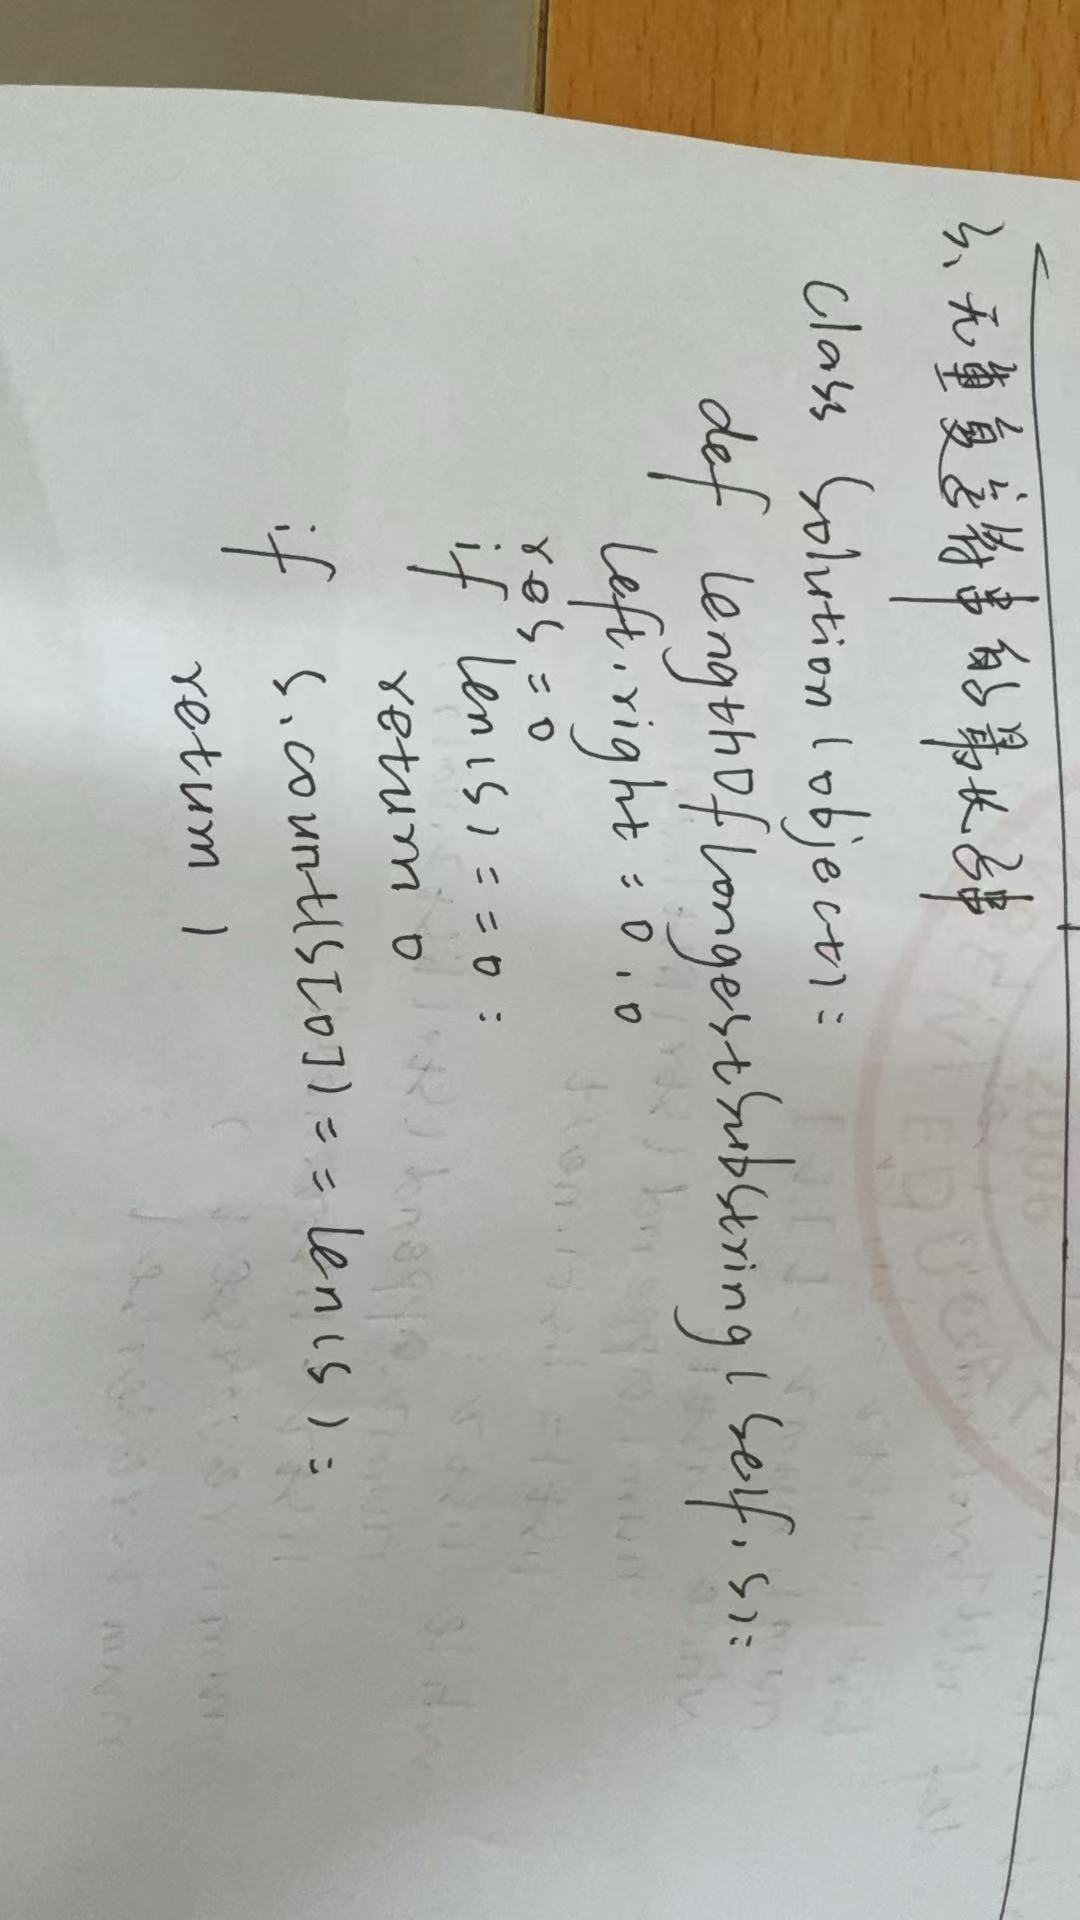 3、无重复字符串的最长子串
class Solution(object):
def lengthOflongestSubstring(self, s):
left, right = 0, 0
res = 0
if len(s) == 0:
return 0
if s.count(s[0]) == len(s):
return 1